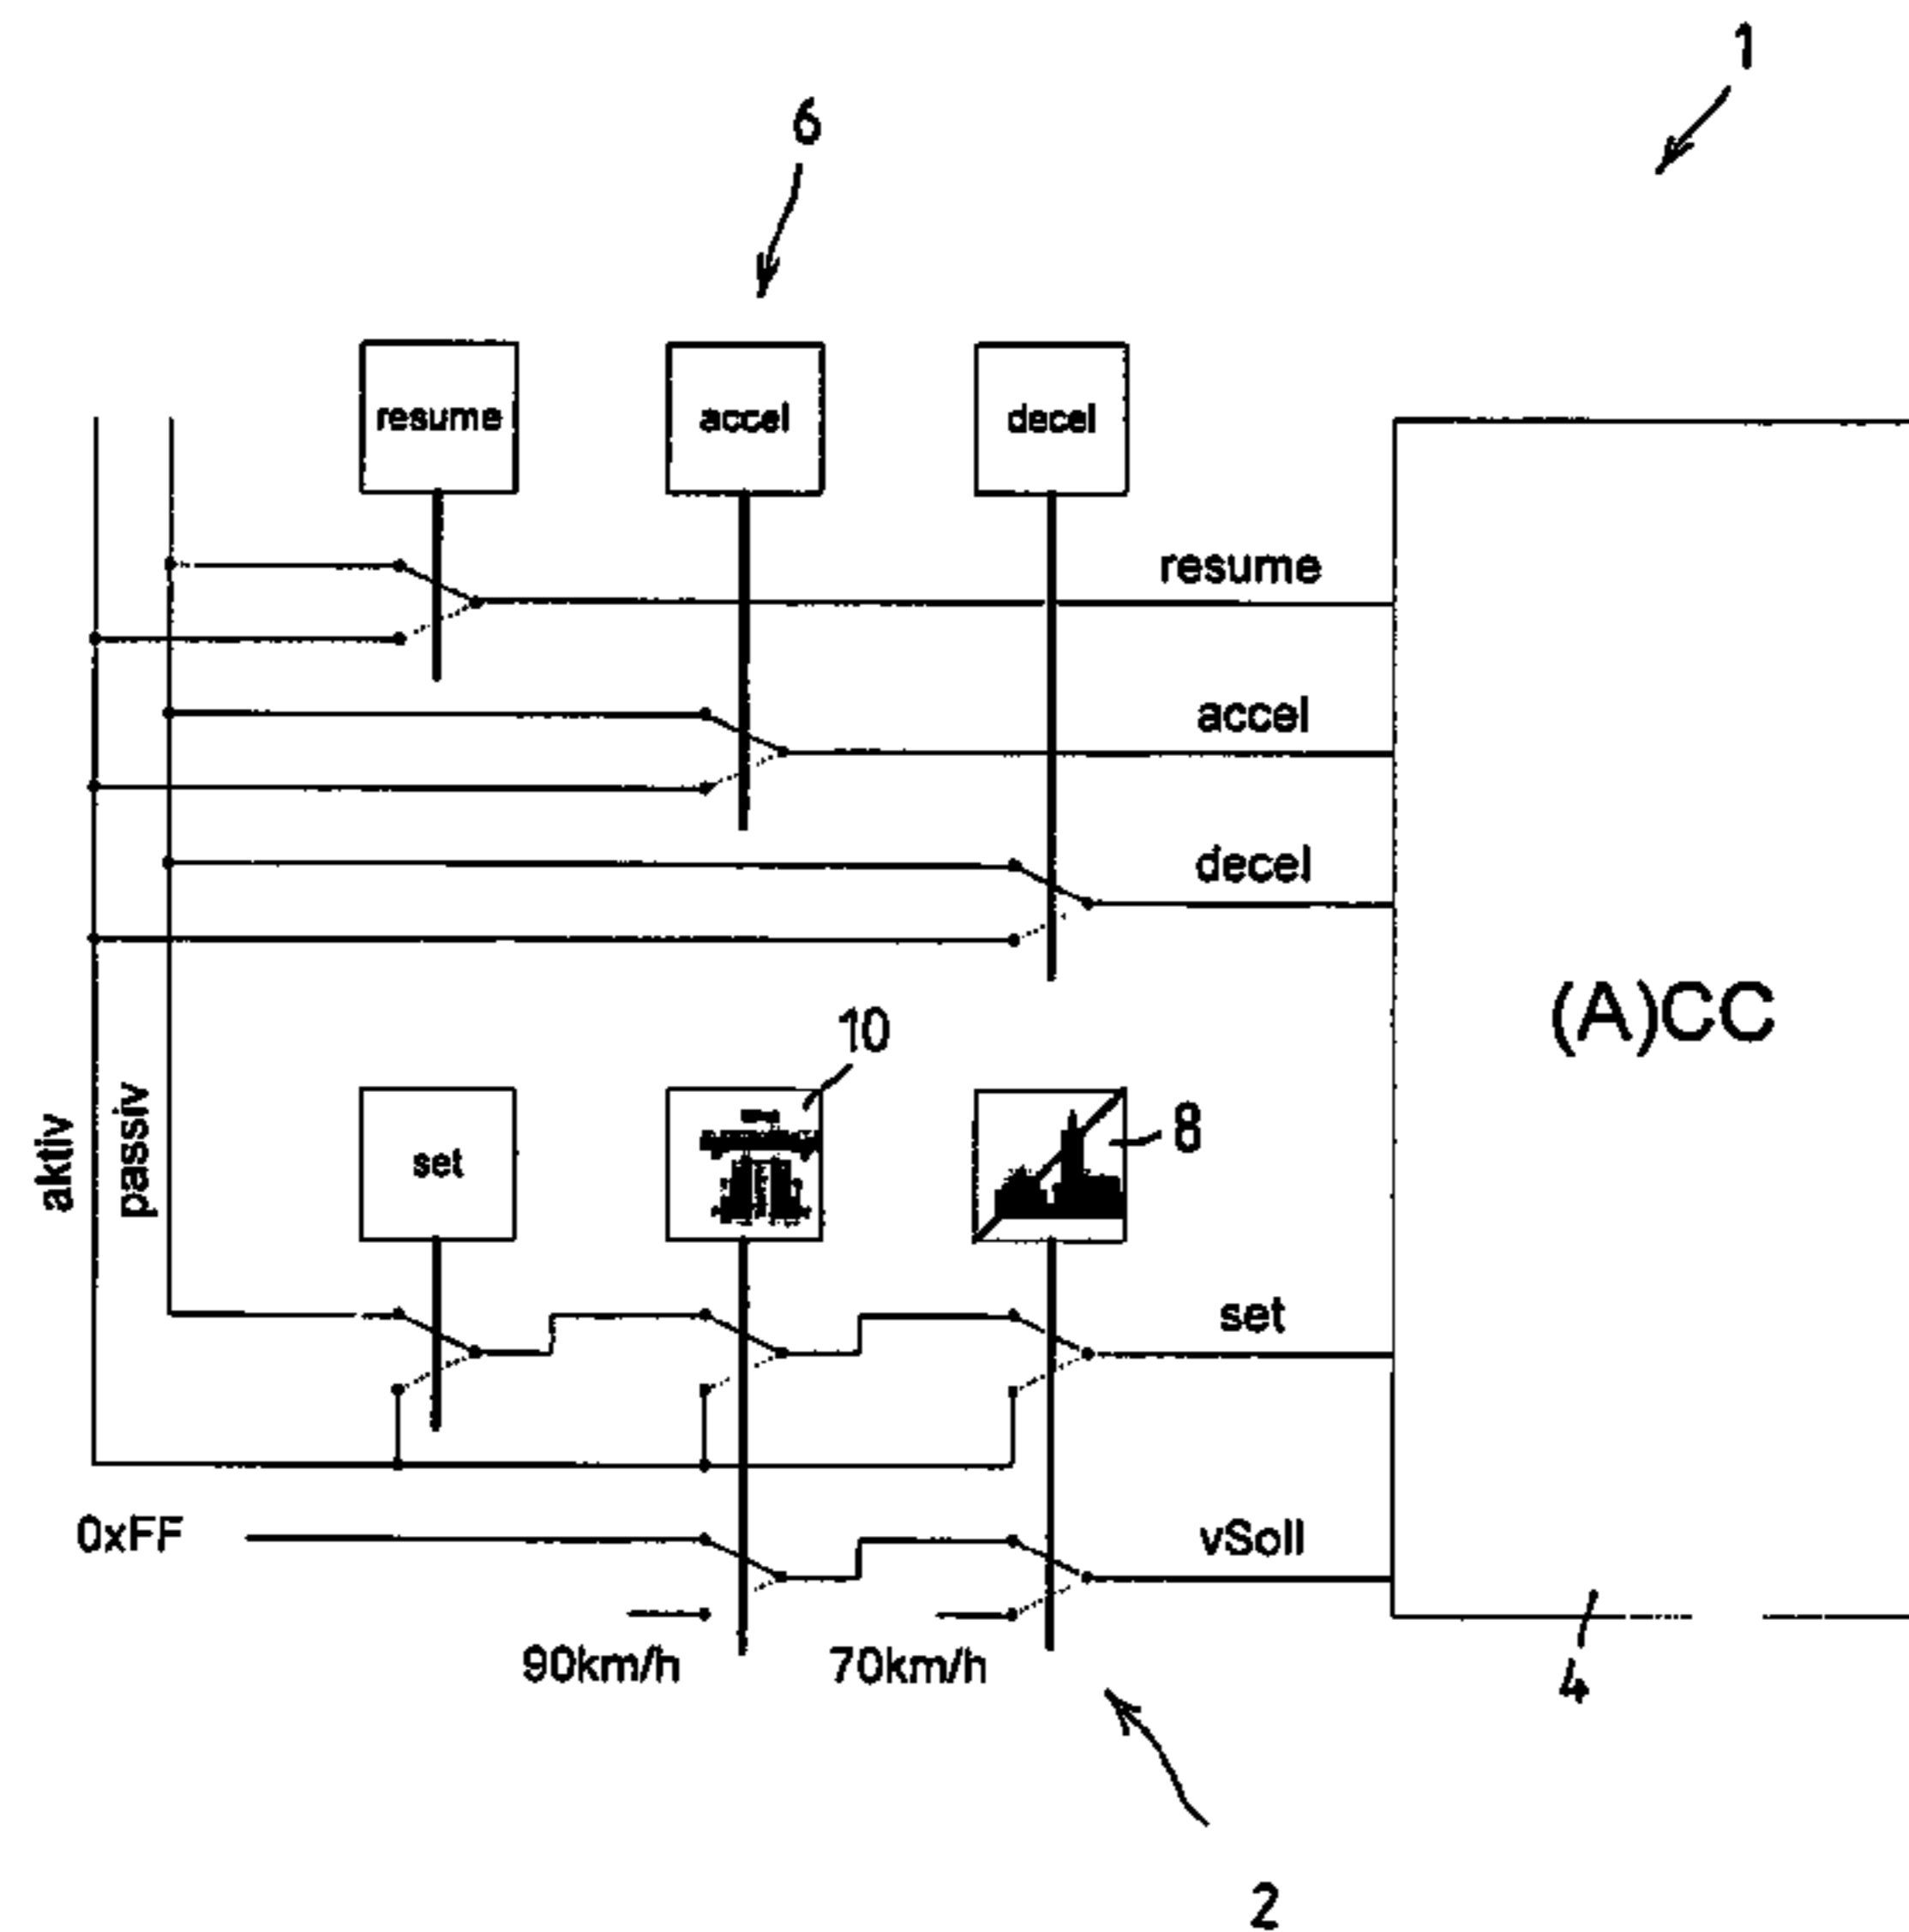 1
6
resume
accel
decel
resume
accel
decel
(A)CC
aktiv
passiv
10
8
set
set
0xFF
vSoll
90km/h
70km/h
4
2